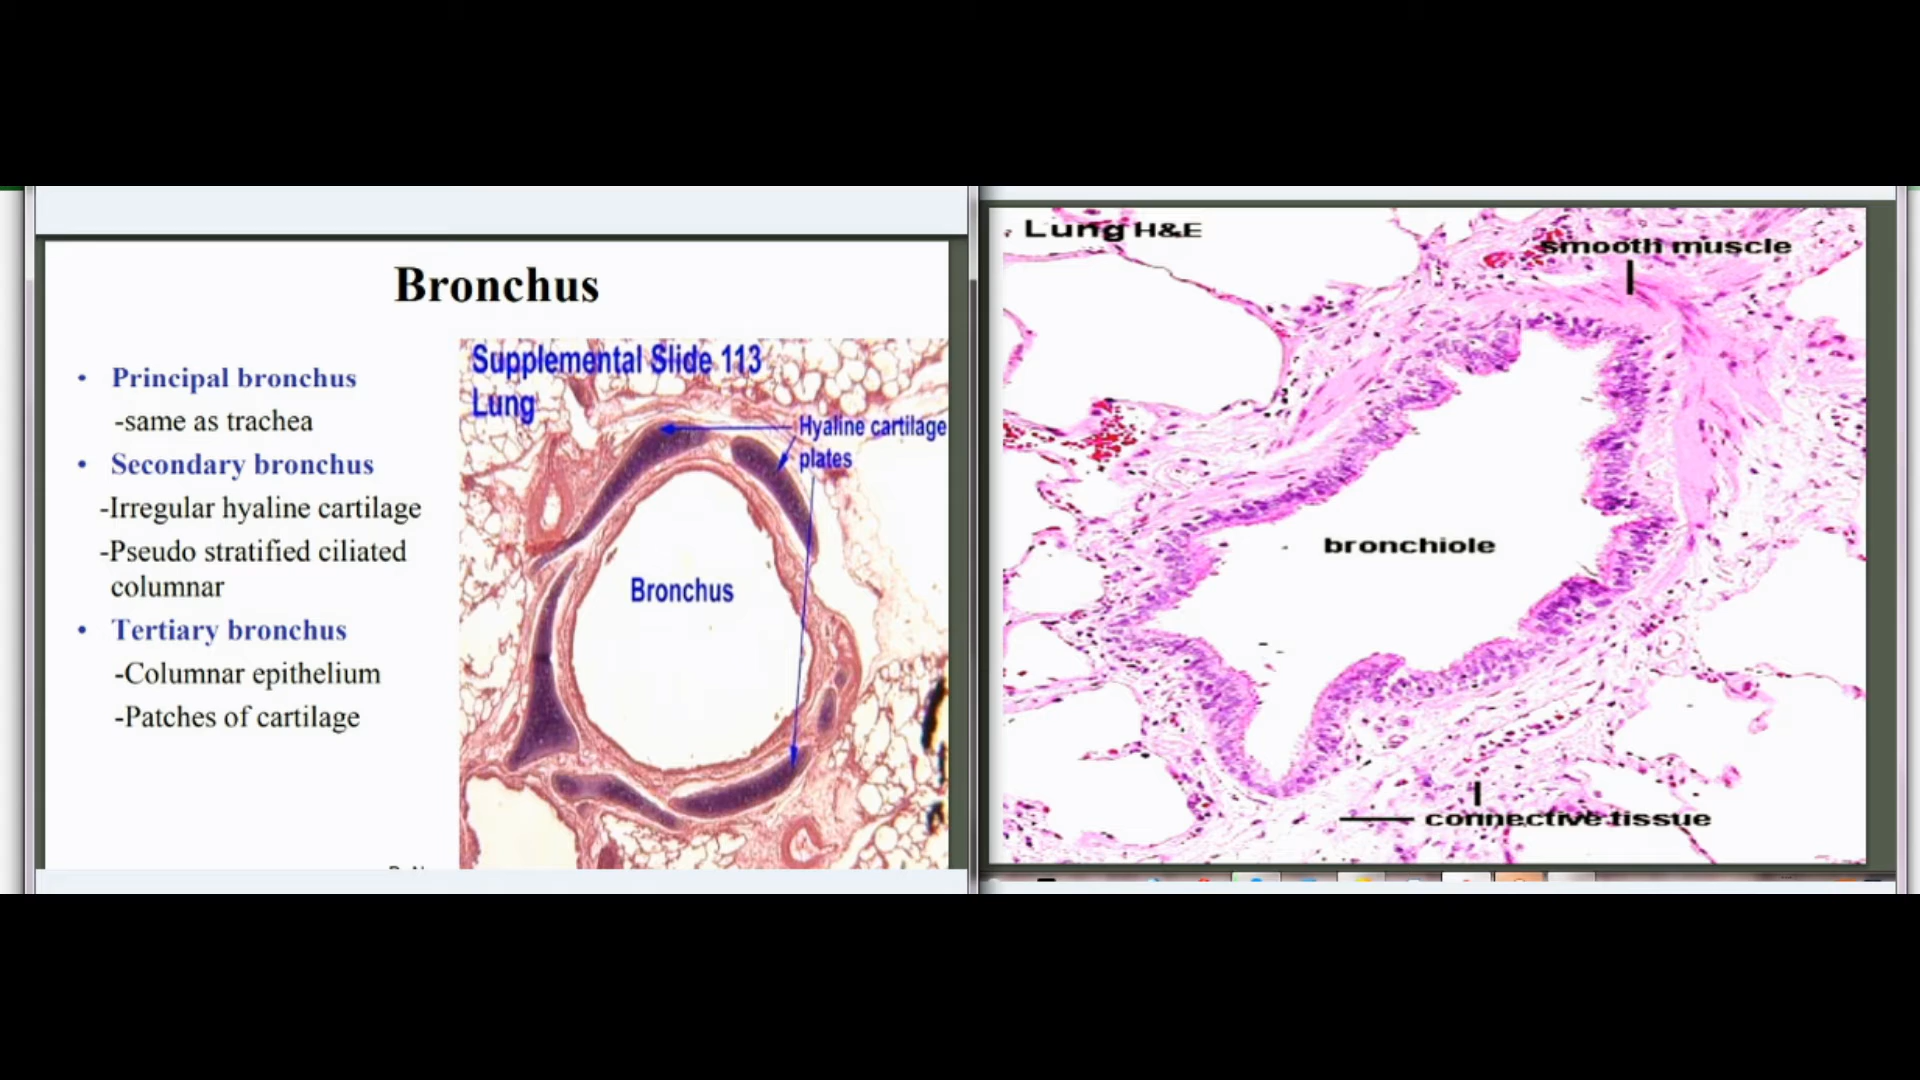 Bronchus
• Principal bronchus
-same as trachea
• Secondary bronchus
-Irregular hyaline cartilage
-Pseudo stratified ciliated
columnar
• Tertiary bronchus
-Columnar epithelium
-Patches of cartilage
Supplemental Slide 113
Lung
Hyaline cartilage
plates
Bronchus
Lung H&E
smooth muscle
bronchiole
connective tissue